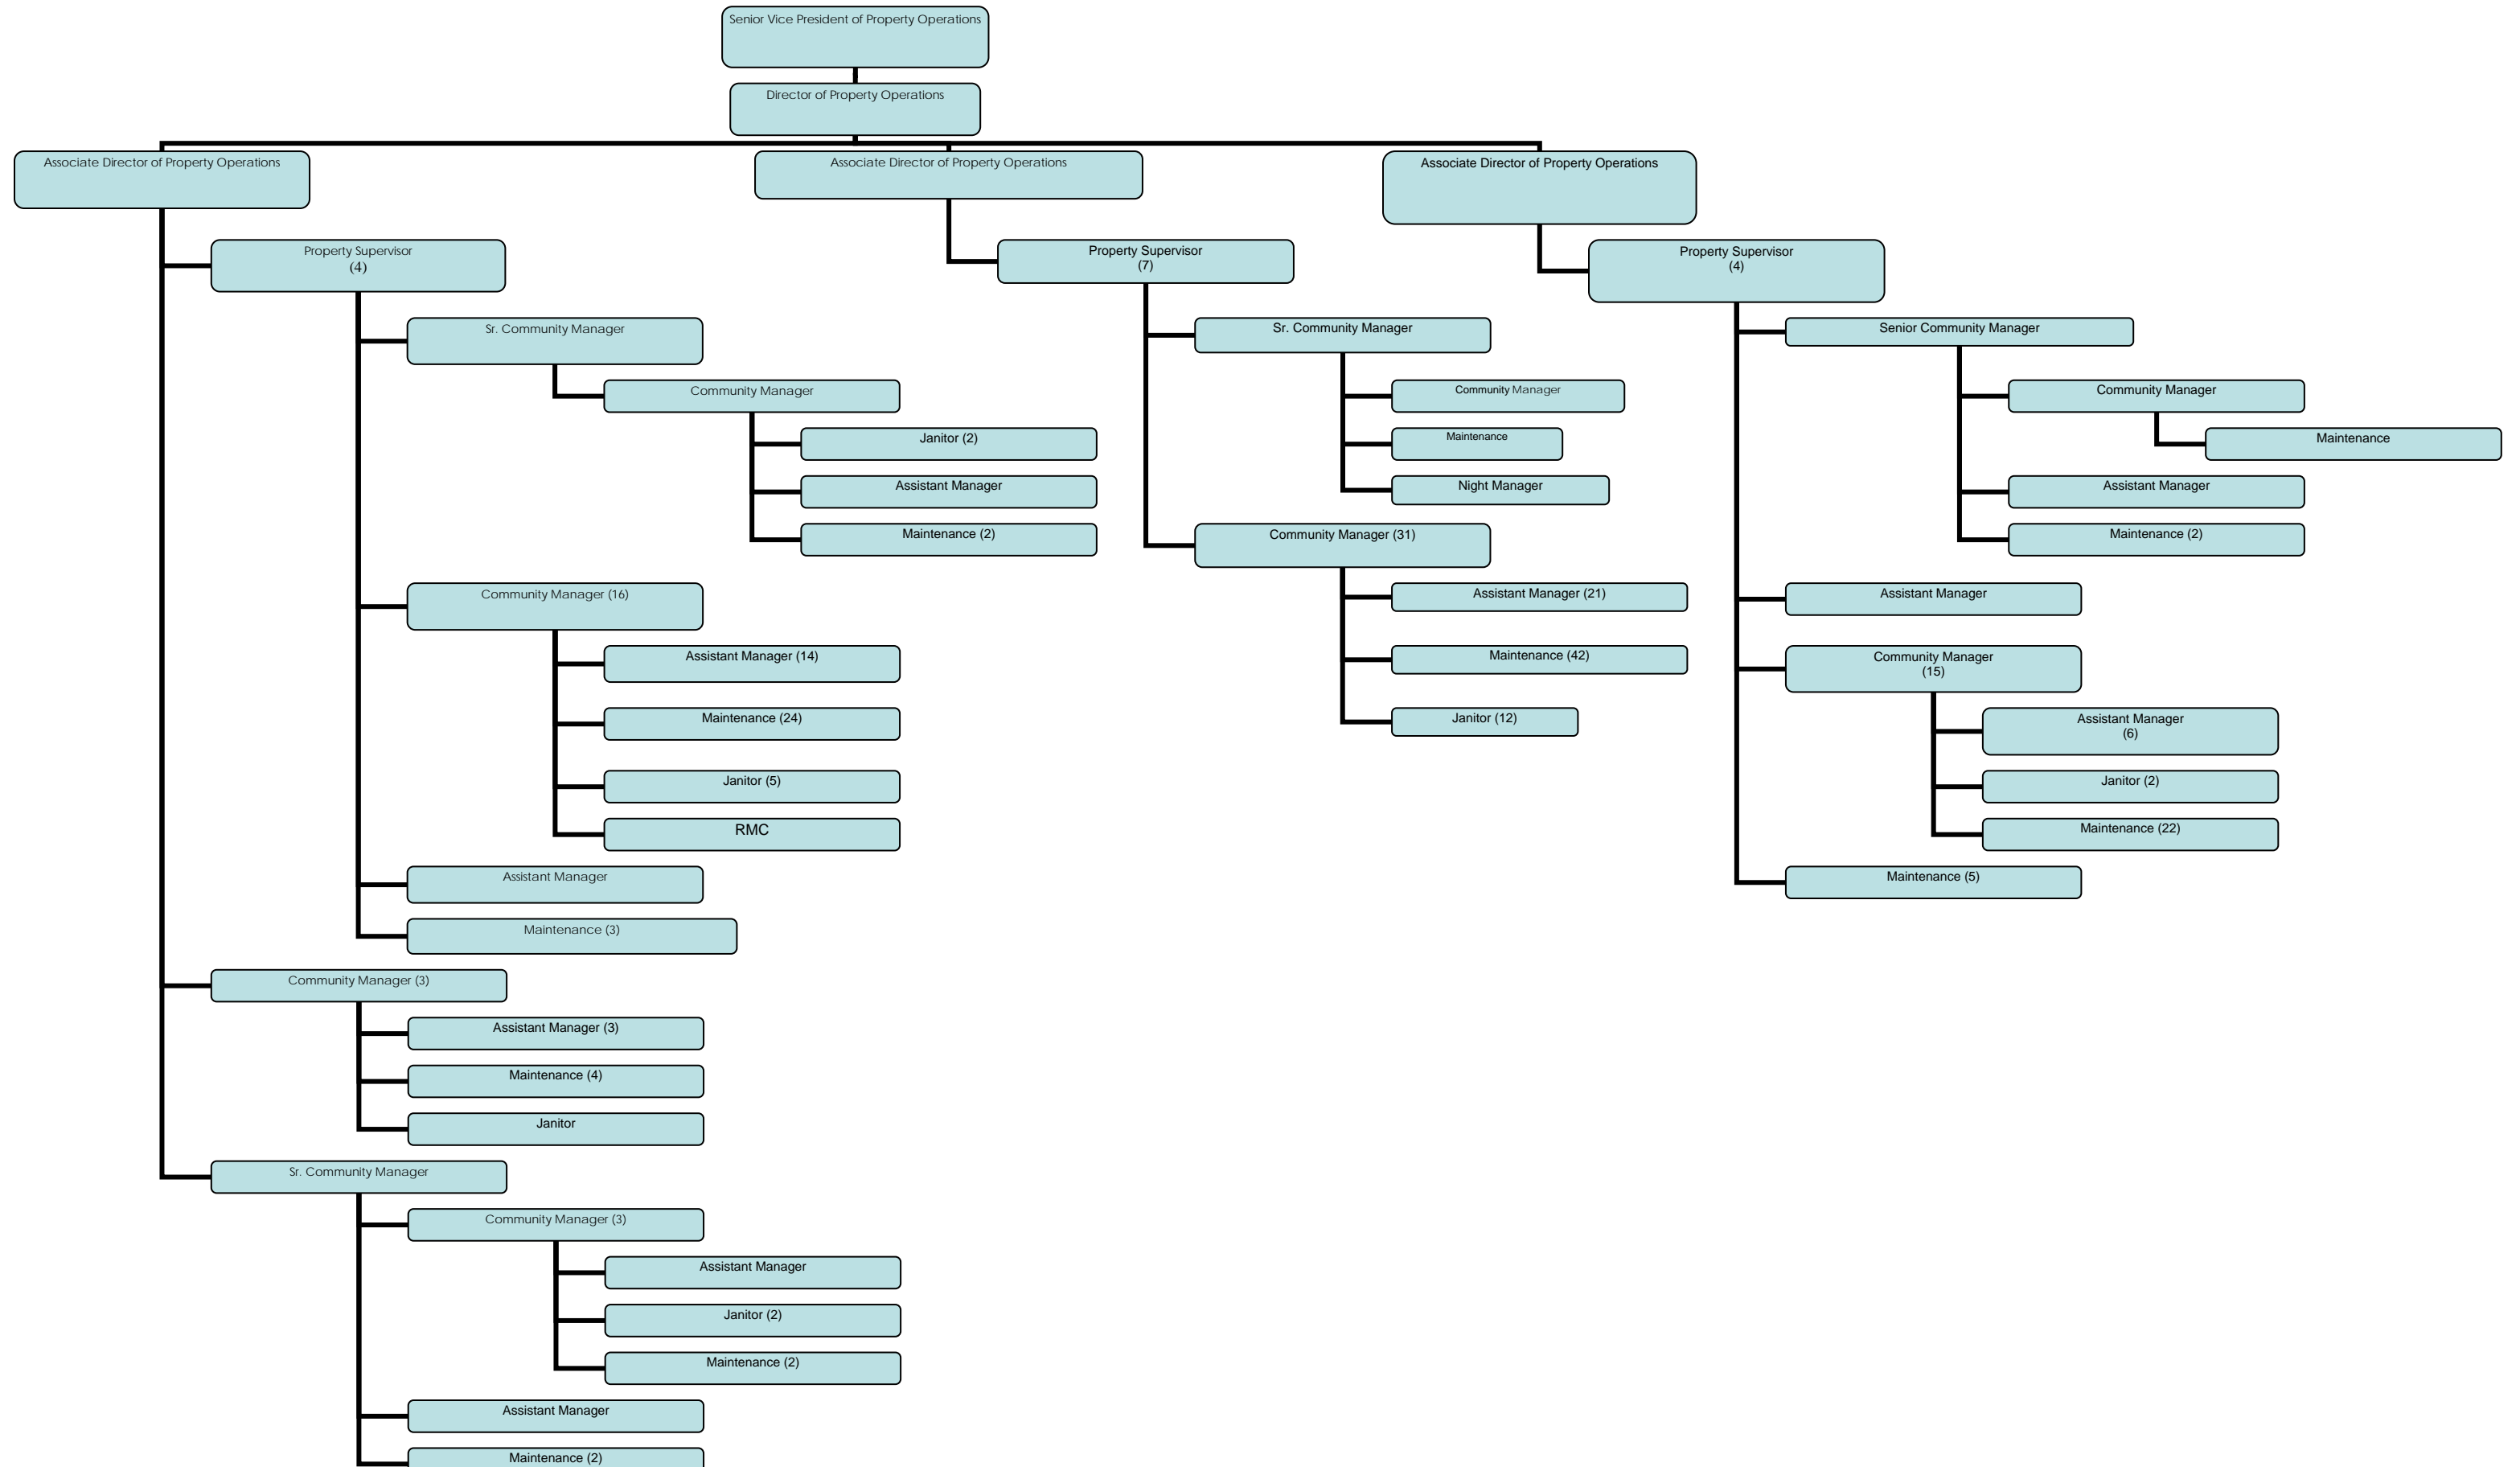 Senior Vice President of Property Operations
Director of Property Operations
Associate Director of Property Operations
Property Supervisor
(4)
Sr. Community Manager
Community Manager
Janitor (2)
Assistant Manager
Maintenance (2)
Community Manager (16)
Assistant Manager (14)
Maintenance (24)
Janitor (5)
RMC
Assistant Manager
Maintenance (3)
Community Manager (3)
Assistant Manager (3)
Maintenance (4)
Janitor
Sr. Community Manager
Community Manager (3)
Assistant Manager
Janitor (2)
Maintenance (2)
Assistant Manager
Maintenance (2)
Associate Director of Property Operations
Property Supervisor
(7)
Sr. Community Manager
Community Manager
Maintenance
Night Manager
Community Manager (31)
Assistant Manager (21)
Maintenance (42)
Janitor (12)
Associate Director of Property Operations
Property Supervisor
(4)
Senior Community Manager
Community Manager
Maintenance
Assistant Manager
Maintenance (2)
Assistant Manager
Community Manager
(15)
Assistant Manager
(6)
Janitor (2)
Maintenance (22)
Maintenance (5)